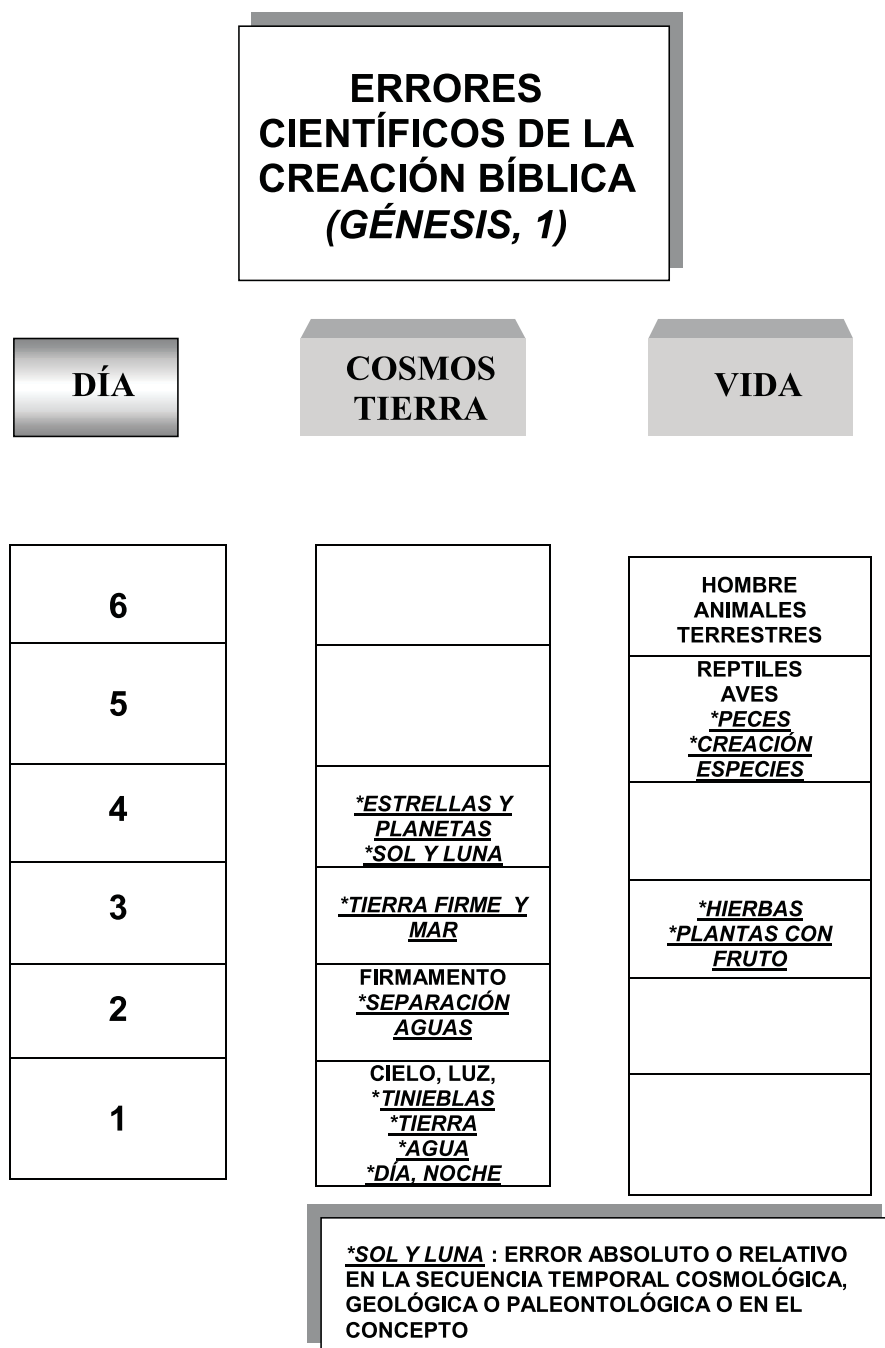 ERRORES
CIENTÍFICOS DE LA
CREACIÓN BÍBLICA
(GÉNESIS, 1)
DÍA
COSMOS
TIERRA
VIDA
6
HOMBRE
ANIMALES
TERRESTRES
5
REPTILES
AVES
*PECES
*CREACIÓN
ESPECIES
4
*ESTRELLAS Y
PLANETAS
*SOL Y LUNA
3
*TIERRA FIRME Y
MAR
*HIERBAS
*PLANTAS CON
FRUTO
2
FIRMAMENTO
*SEPARACIÓN
AGUAS
1
CIELO, LUZ,
*TINIEBLAS
*TIERRA
*AGUA
*DÍA, NOCHE
*SOL Y LUNA : ERROR ABSOLUTO O RELATIVO
EN LA SECUENCIA TEMPORAL COSMOLÓGICA,
GEOLÓGICA O PALEONTOLÓGICA O EN EL
CONCEPTO